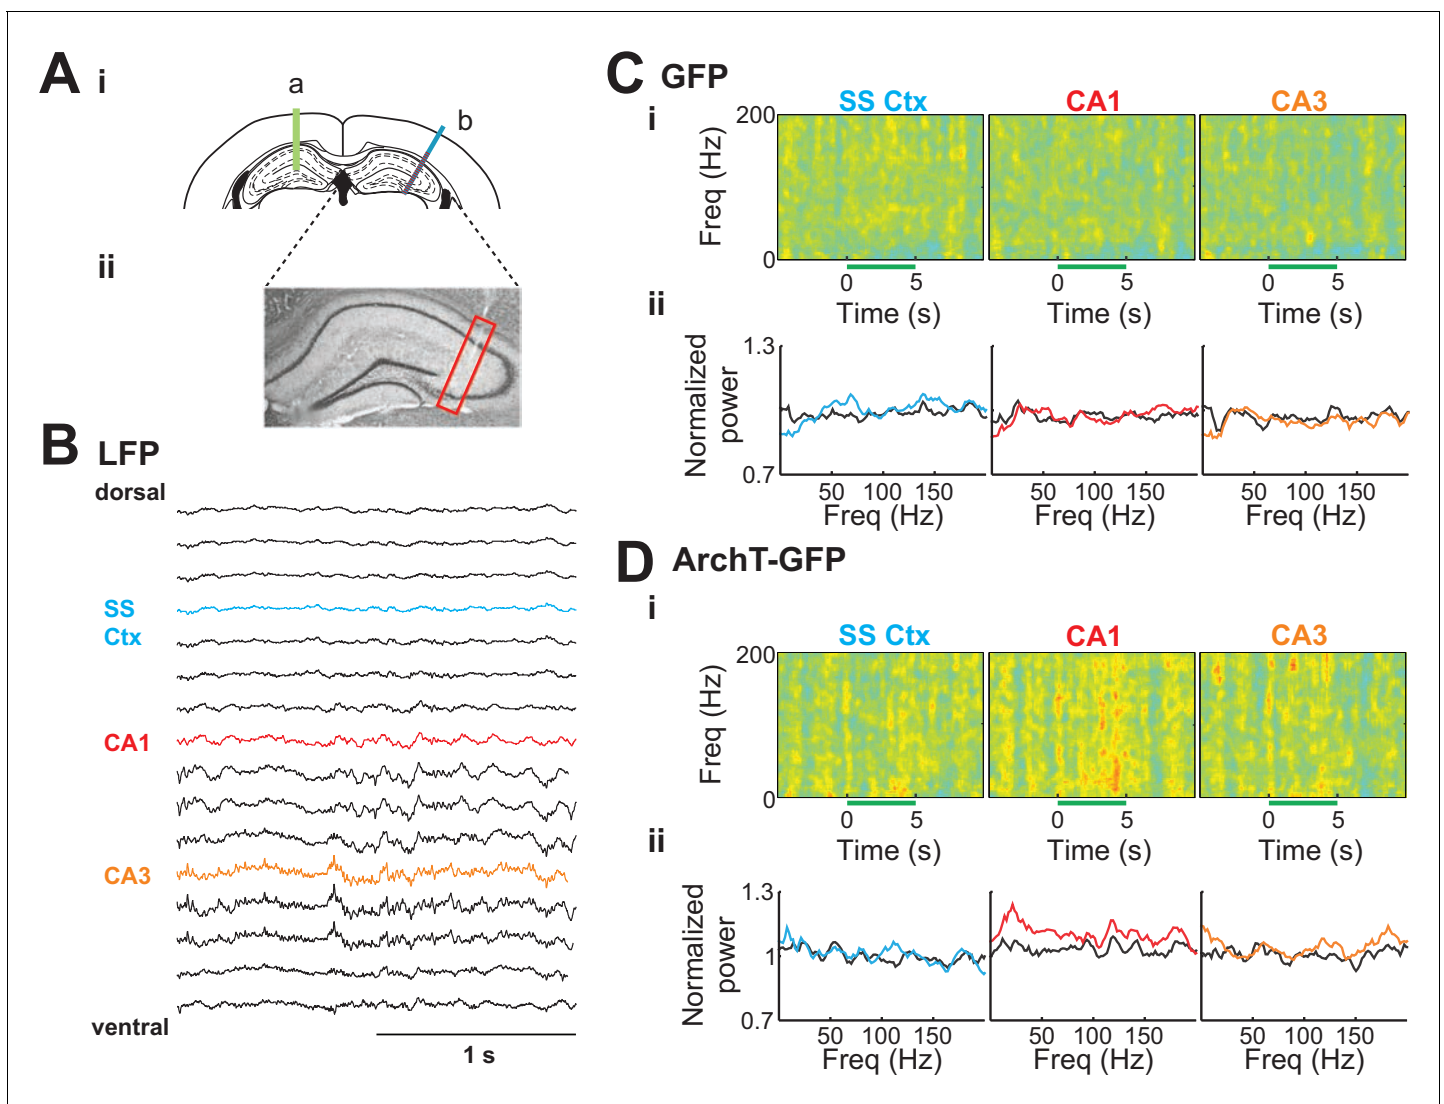 A i
a
b
ii
B LFP
dorsal
SS
Ctx
CA1
CA3
ventral
1 s
C GFP
i
SS Ctx CA1 CA3
200
Freq (Hz)
0
0 5 0 5 0 5
Time (s) Time (s) Time (s)
ii
1.3
Normalized
power
0.7
50 100 150 50 100 150 50 100 150
Freq (Hz) Freq (Hz) Freq (Hz)
D ArchT-GFP
i
SS Ctx CA1 CA3
200
Freq (Hz)
0
0 5 0 5 0 5
Time (s) Time (s) Time (s)
ii
1.3
Normalized
power
1
0.7
50 100 150 50 100 150 50 100 150
Freq (Hz) Freq (Hz) Freq (Hz)